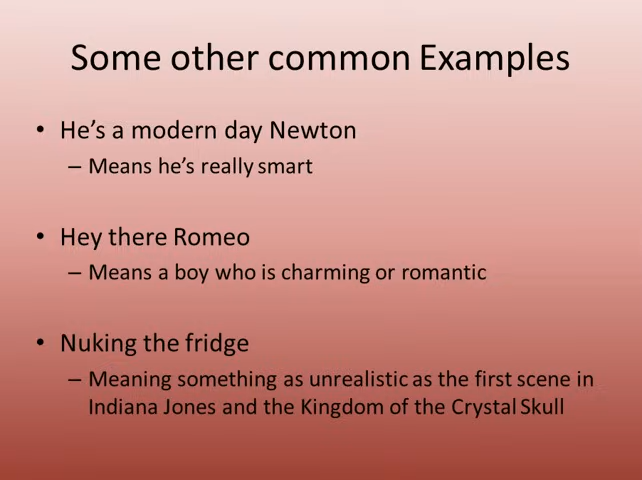 Some other common Examples
• He's a modern day Newton
– Means he's really smart
• Hey there Romeo
– Means a boy who is charming or romantic
• Nuking the fridge
– Meaning something as unrealistic as the first scene in
Indiana Jones and the Kingdom of the Crystal Skull